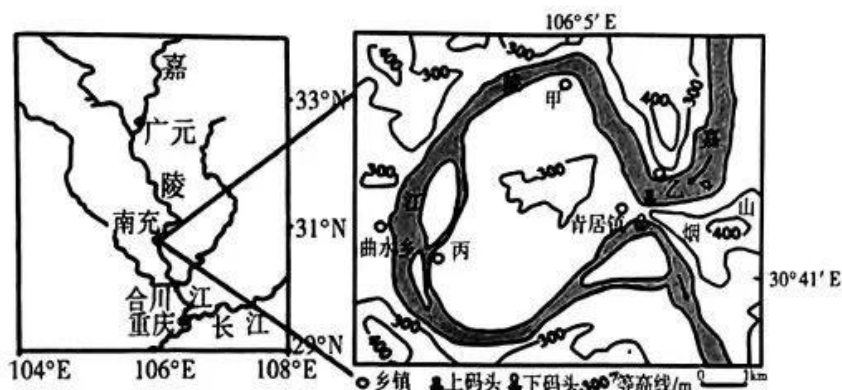 嘉
广元
陵
南充
合川
江
重庆
长
江
33°N
31°N
29°N
104°E
106°E
108°E
106°5′E
400
300
300
400
300
甲
嘉
300
300
乙
江
曲水乡
丙
青居镇
山
烟
400
30°41′E
300
400
300
0 1km
乡镇 上码头 下码头 300 等高线/m